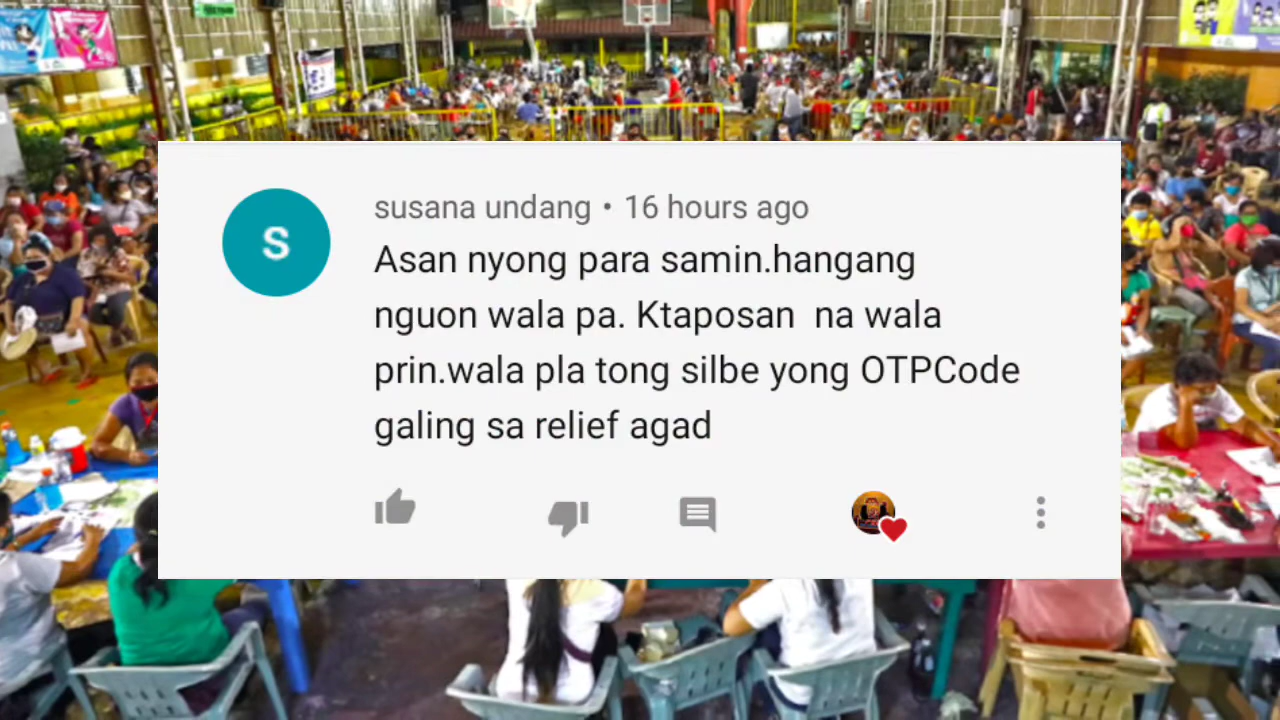 susana undang • 16 hours ago
Asan nyong para samin.hangang
nguon wala pa. Ktaposan  na wala
prin.wala pla tong silbe yong OTPCode
galing sa relief agad
S